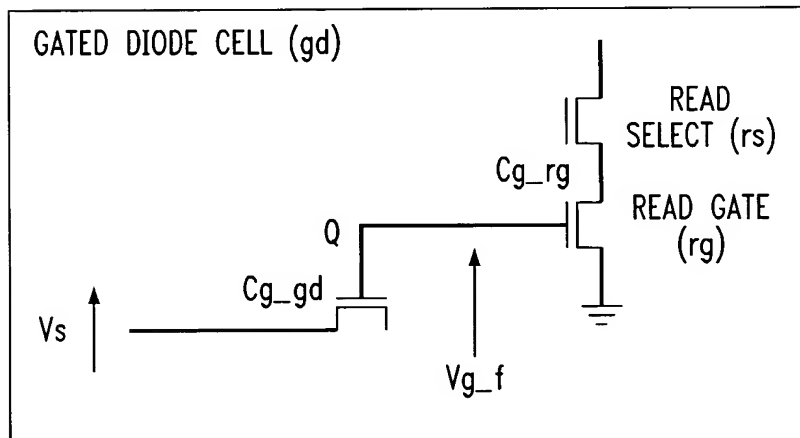 GATED DIODE CELL (gd)
READ
SELECT (rs)
Cg_rg
READ GATE
(rg)
Q
Cg_gd
Vs
Vg_f